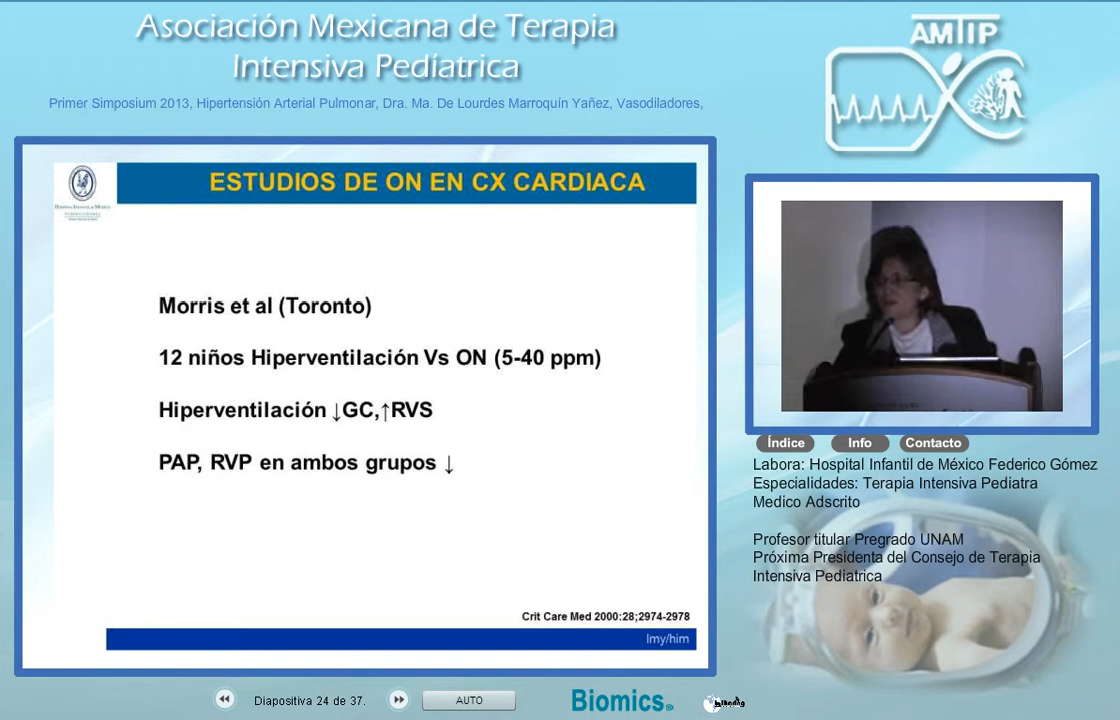 Asociación Mexicana de Terapia
Intensiva Pedíatrica
AMTIP
Primer Simposium 2013, Hipertensión Arterial Pulmonar, Dra. Ma. De Lourdes Marroquín Yañez, Vasodiladores,
ESTUDIOS DE ON EN CX CARDIACA
Morris et al (Toronto)
12 niños Hiperventilación Vs ON (5-40 ppm)
Hiperventilación ↓GC,↑RVS
PAP, RVP en ambos grupos ↓
Crit Care Med 2000:28;2974-2978
lmy/him
Índice Info Contacto
Labora: Hospital Infantil de México Federico Gómez
Especialidades: Terapia Intensiva Pediatra
Medico Adscrito
Profesor titular Pregrado UNAM
Próxima Presidenta del Consejo de Terapia
Intensiva Pediatrica
Diapositiva 24 de 37.
AUTO
Biomics